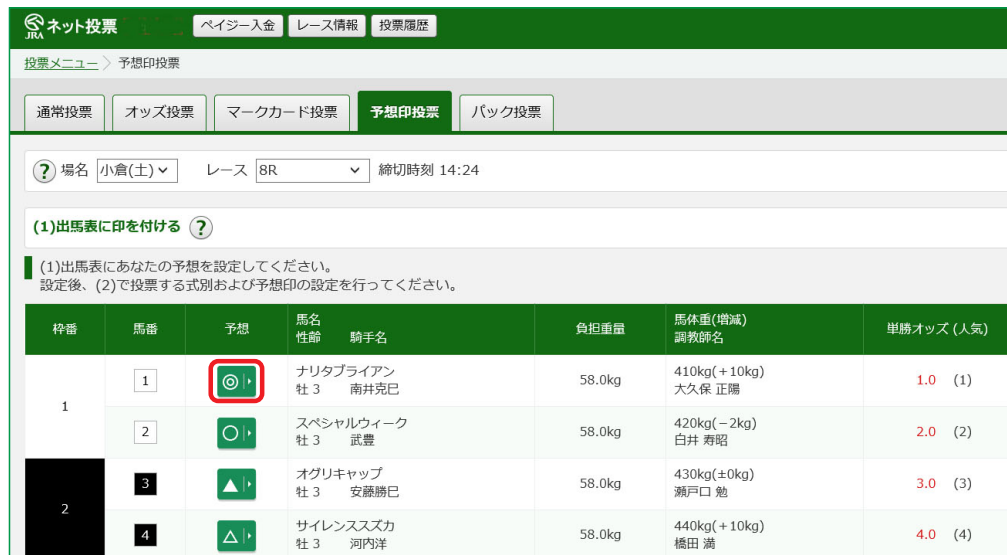 JRA ネット投票 ペイジー入金 レース情報 投票履歴
投票メニュー 〉 予想印投票
通常投票 オッズ投票 マークカード投票 予想印投票 パック投票
? 場名 小倉(土) レース 8R 締切時刻 14:24
(1)出馬表に印を付ける ?
(1)出馬表にあなたの予想を設定してください。
設定後、(2)で投票する式別および予想印の設定を行ってください。
枠番 馬番 予想 馬名 負担重量 馬体重(増減) 単勝オッズ (人気)
性齢 騎手名 調教師名
1 1 ◎ ナリタブライアン 58.0kg 410kg(+10kg) 1.0 (1)
牡 3 南井克巳 大久保 正陽
2 ○ スペシャルウィーク 58.0kg 420kg(-2kg) 2.0 (2)
牡 3 武豊 白井 寿昭
2 3 ▲ オグリキャップ 58.0kg 430kg(±0kg) 3.0 (3)
牡 3 安藤勝巳 瀬戸口 勉
4 △ サイレンススズカ 58.0kg 440kg(+10kg) 4.0 (4)
牡 3 河内洋 橋田 満